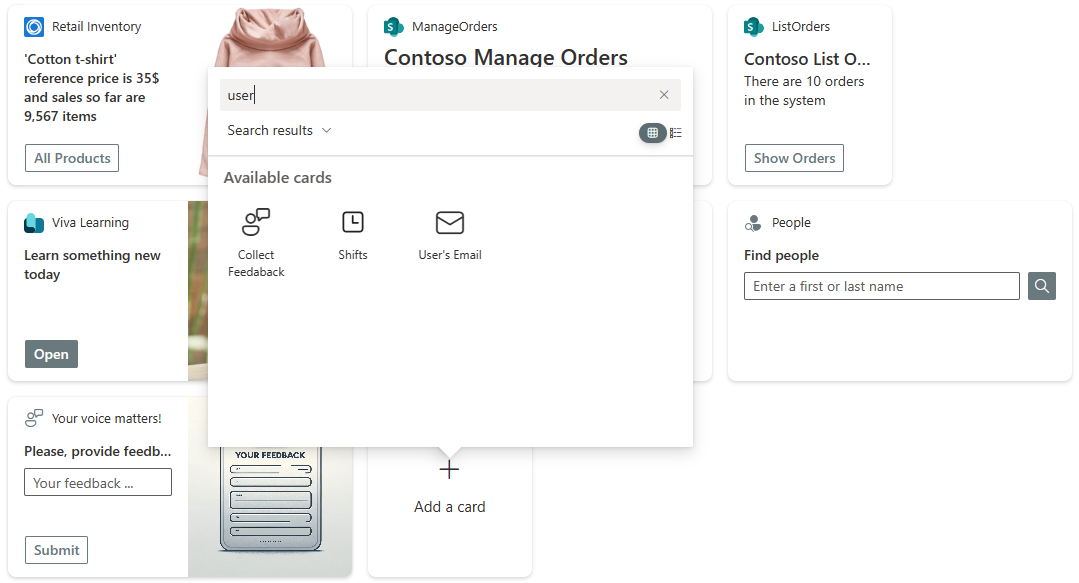 Retail Inventory
'Cotton t-shirt'
reference price is 35$
and sales so far are
9,567 items
All Products
ManageOrders
Contoso Manage Orders
ListOrders
Contoso List O...
There are 10 orders
in the system
Show Orders
user
Search results
Available cards
Collect
Feedaback
Shifts
User's Email
Viva Learning
Learn something new
today
Open
People
Find people
Enter a first or last name
Your voice matters!
Please, provide feedb...
Your feedback ...
Submit
YOUR FEEDBACK
Add a card